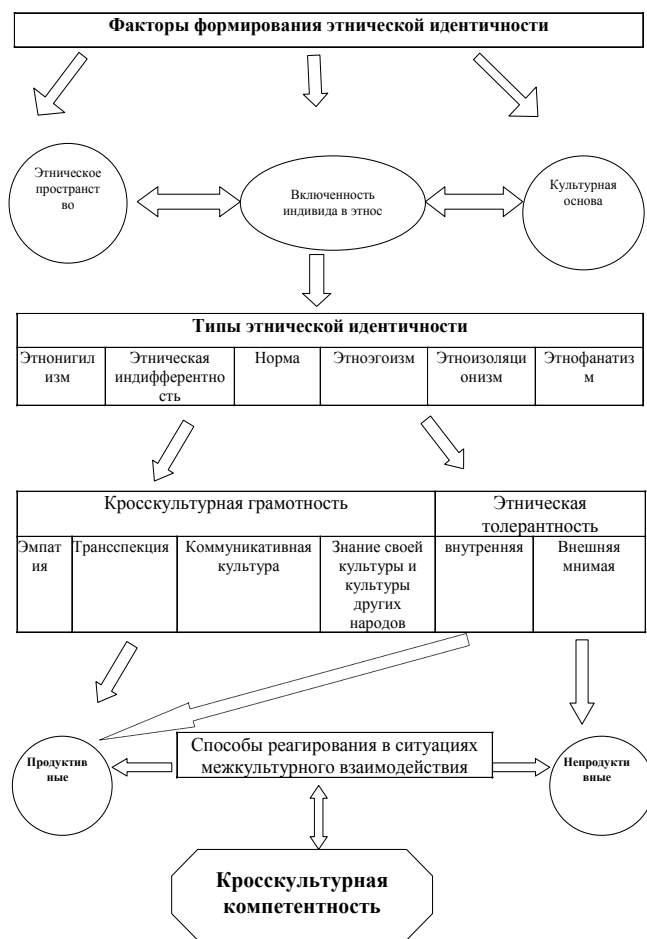 Факторы формирования этнической идентичности
Этническое
пространст
во
Включенность
индивида в этнос
Культурная
основа
Типы этнической идентичности
Этнонигил
изм
Этническая
индифферентно
сть
Норма
Этноэгоизм
Этноизоляци
онизм
Этнофанатиз
м
Кросскультурная грамотность
Этническая
толерантность
Эмпат
ия
Трансспекция
Коммуникативная
культура
Знание своей
культуры и
культуры
других
народов
внутренняя
Внешняя
мнимая
Продуктив
ные
Способы реагирования в ситуациях
межкультурного взаимодействия
Непродукти
вные
Кросскультурная
компетентность